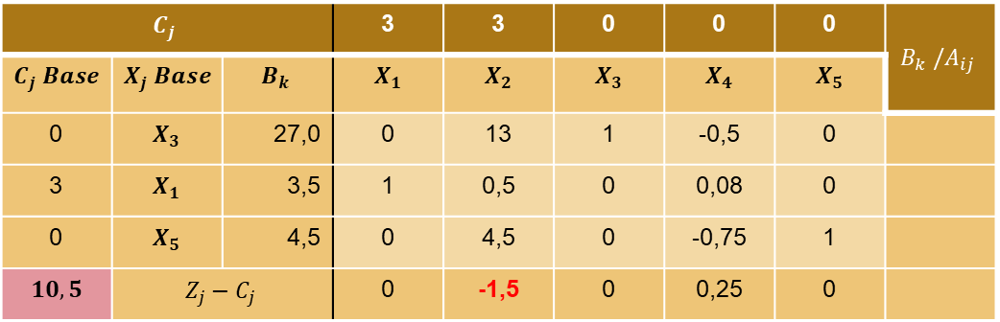 C_j 3 3 0 0 0 B_k /A_ij
C_j Base X_j Base B_k X_1 X_2 X_3 X_4 X_5
0 X_3 27,0 0 13 1 -0,5 0
3 X_1 3,5 1 0,5 0 0,08 0
0 X_5 4,5 0 4,5 0 -0,75 1
10,5 Z_j − C_j 0 -1,5 0 0,25 0